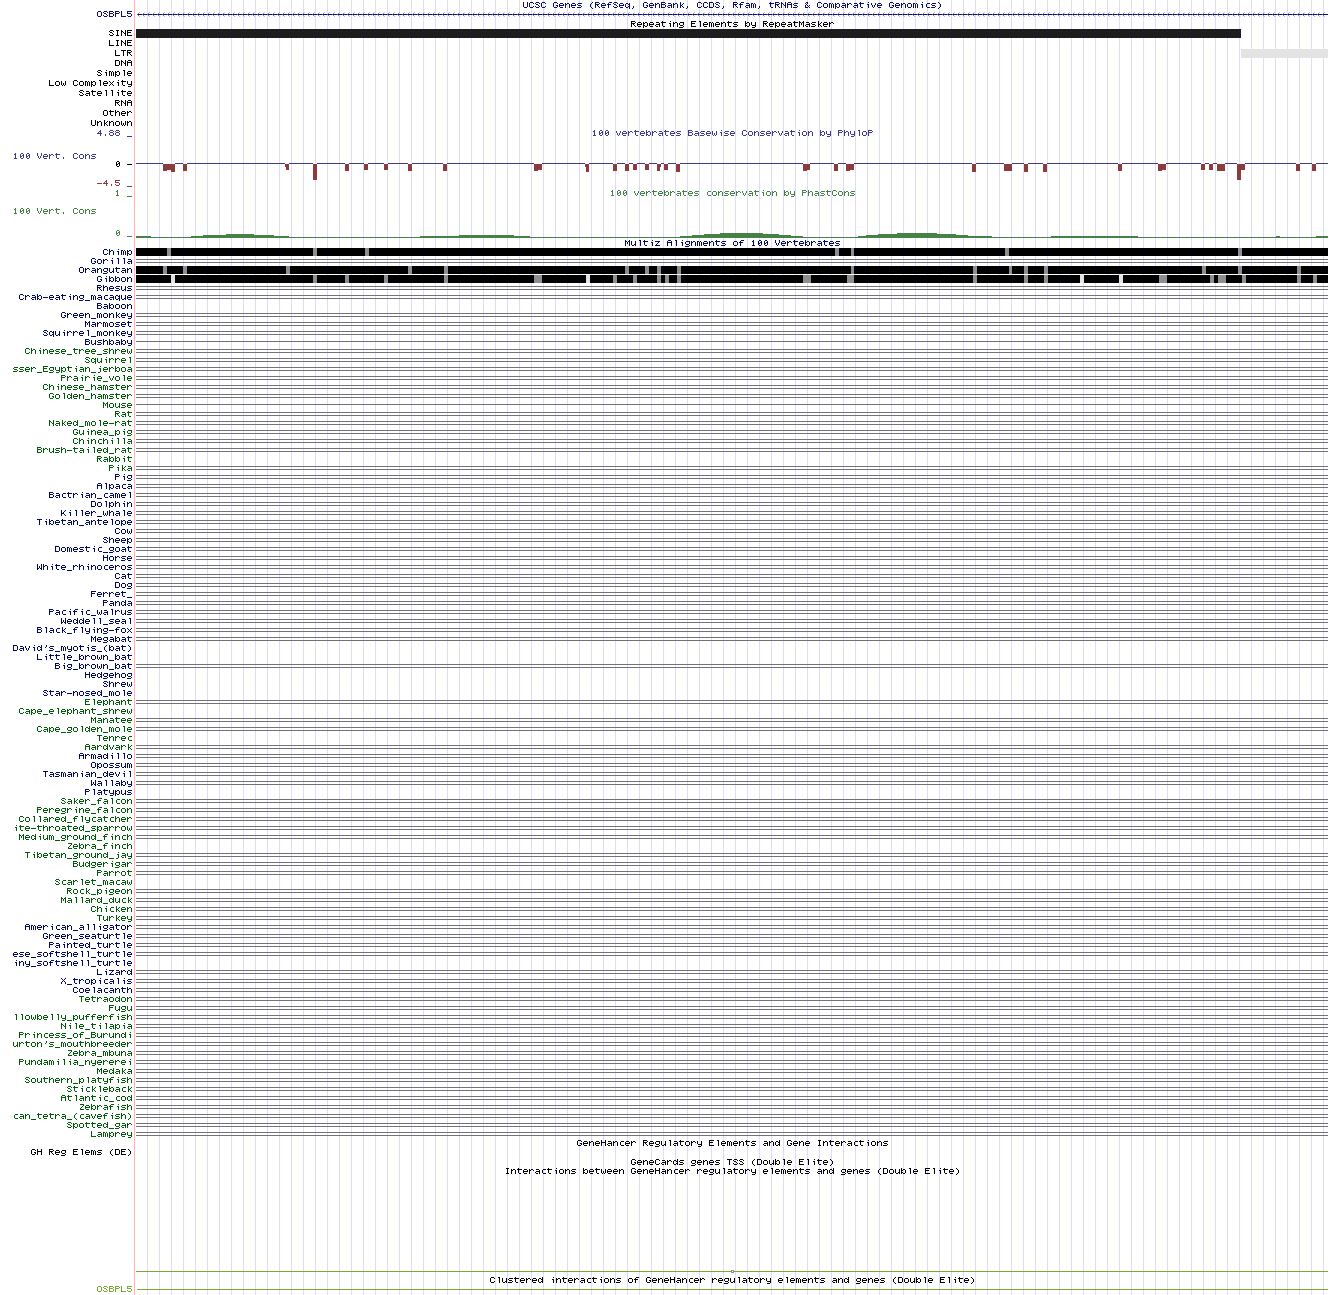 UCSC Genes (RefSeq, GenBank, CCDS, Rfam, tRNAs & Comparative Genomics)
OSBPL5
Repeating Elements by RepeatMasker
SINE
LINE
LTR
DNA
Simple
Low Complexity
Satellite
RNA
Other
Unknown
4.88 _
100 vertebrates Basewise Conservation by PhyloP
100 Vert. Cons
0 -
-4.5 _
1 _
100 vertebrates conservation by PhastCons
100 Vert. Cons
0 _
Multiz Alignments of 100 Vertebrates
Chimp
Gorilla
Orangutan
Gibbon
Rhesus
Crab-eating_macaque
Baboon
Green_monkey
Marmoset
Squirrel_monkey
Bushbaby
Chinese_tree_shrew
Squirrel
sser_Egyptian_jerboa
Prairie_vole
Chinese_hamster
Golden_hamster
Mouse
Rat
Naked_mole-rat
Guinea_pig
Chinchilla
Brush-tailed_rat
Rabbit
Pika
Pig
Alpaca
Bactrian_camel
Dolphin
Killer_whale
Tibetan_antelope
Cow
Sheep
Domestic_goat
Horse
White_rhinoceros
Cat
Dog
Ferret_
Panda
Pacific_walrus
Weddell_seal
Black_flying-fox
Megabat
David's_myotis_(bat)
Little_brown_bat
Big_brown_bat
Hedgehog
Shrew
Star-nosed_mole
Elephant
Cape_elephant_shrew
Manatee
Cape_golden_mole
Tenrec
Aardvark
Armadillo
Opossum
Tasmanian_devil
Wallaby
Platypus
Saker_falcon
Peregrine_falcon
Collared_flycatcher
ite-throated_sparrow
Medium_ground_finch
Zebra_finch
Tibetan_ground_jay
Budgerigar
Parrot
Scarlet_macaw
Rock_pigeon
Mallard_duck
Chicken
Turkey
American_alligator
Green_seaturtle
Painted_turtle
ese_softshell_turtle
iny_softshell_turtle
Lizard
X_tropicalis
Coelacanth
Tetraodon
Fugu
llowbelly_pufferfish
Nile_tilapia
Princess_of_Burundi
urton's_mouthbreeder
Zebra_mbuna
Pundamilia_nyererei
Medaka
Southern_platyfish
Stickleback
Atlantic_cod
Zebrafish
can_tetra_(cavefish)
Spotted_gar
Lamprey
GeneHancer Regulatory Elements and Gene Interactions
GH Reg Elems (DE)
GeneCards genes TSS (Double Elite)
Interactions between GeneHancer regulatory elements and genes (Double Elite)
Clustered interactions of GeneHancer regulatory elements and genes (Double Elite)
OSBPL5